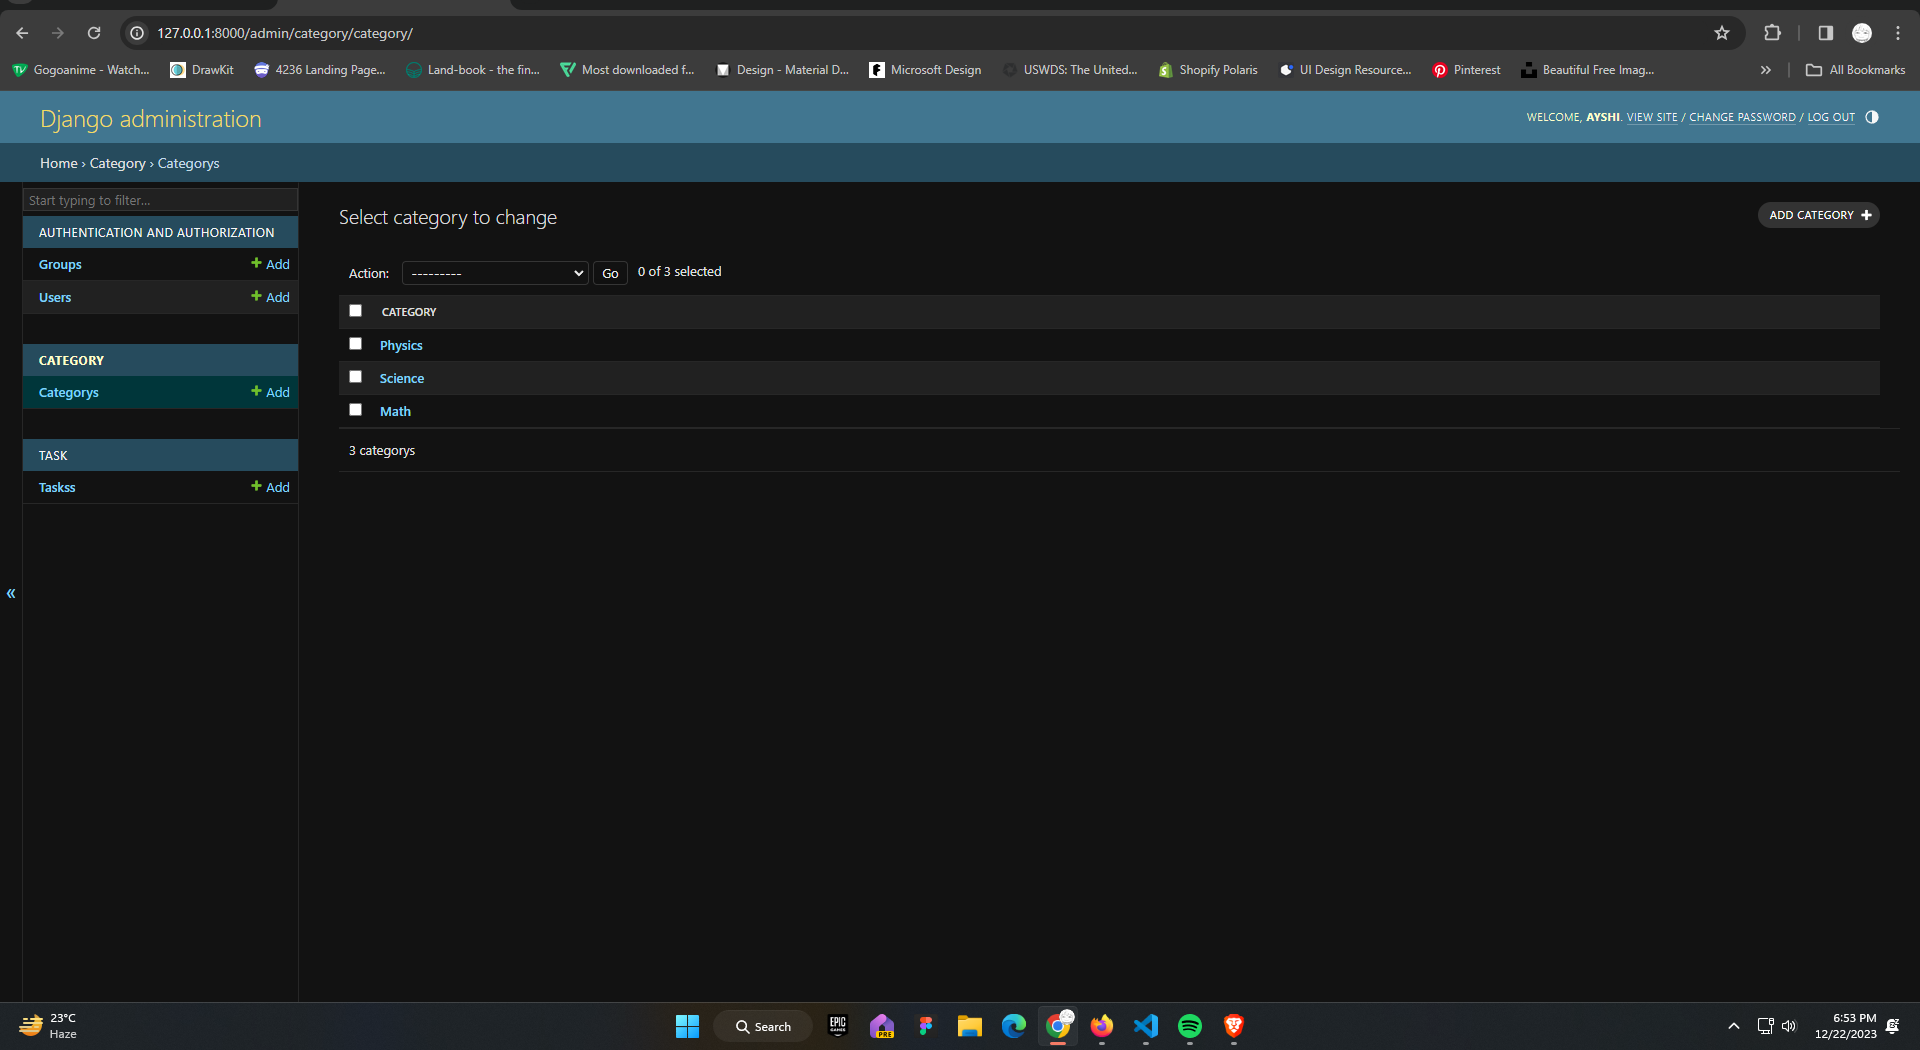 127.0.0.1:8000/admin/category/category/
Gogoanime - Watch... DrawKit 4236 Landing Page... Land-book - the fin... Most downloaded f... Design - Material D... Microsoft Design USWDS: The United... Shopify Polaris UI Design Resource... Pinterest Beautiful Free Imag... » All Bookmarks
Django administration
WELCOME, AYSHI. VIEW SITE / CHANGE PASSWORD / LOG OUT
Home › Category › Categorys
Start typing to filter...
AUTHENTICATION AND AUTHORIZATION
Groups + Add
Users + Add
CATEGORY
Categorys + Add
TASK
Taskss + Add
«
Select category to change
ADD CATEGORY +
Action: --------- Go 0 of 3 selected
CATEGORY
Physics
Science
Math
3 categorys
23°C
Haze
Search
EPIC GAMES
PRE
6:53 PM
12/22/2023